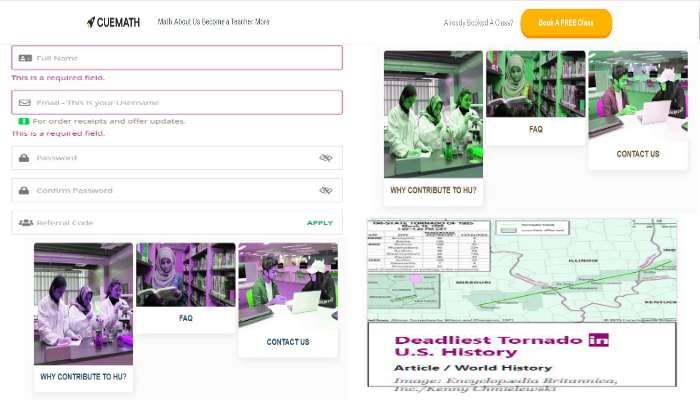 CUEMATH
Math About Us Become a Teacher More
Already Booked A Class?
Book A FREE Class
Full Name
This is a required field.
Email - This is your Username
For order receipts and offer updates.
This is a required field.
Password
Confirm Password
Referral Code
APPLY
WHY CONTRIBUTE TO HU?
FAQ
CONTACT US
WHY CONTRIBUTE TO HU?
FAQ
CONTACT US
TRI-STATE TORNADO OF 1925
ILLINOIS
MISSOURI
Deadliest Tornado in
U.S. History
Article / World History
Image: Encyclopædia Britannica,
Inc./Kenny Chmielewski